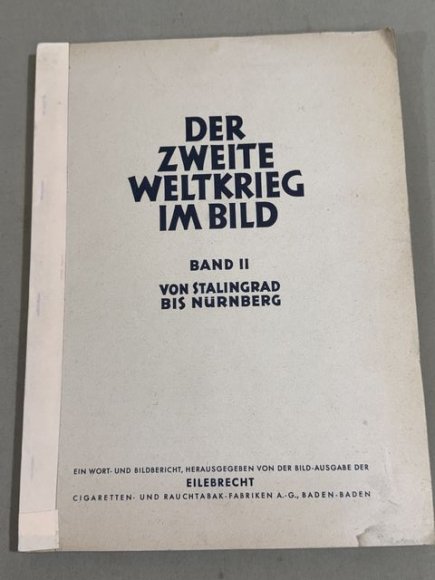 DER
ZWEITE
WELTKRIEG
IM BILD
BAND II
VON STALINGRAD
BIS NÜRNBERG
EIN WORT- UND BILDBERICHT, HERAUSGEGEBEN VON DER BILD-AUSGABE DER
EILEBRECHT
CIGARETTEN- UND RAUCHTABAK-FABRIKEN A.-G., BADEN-BADEN